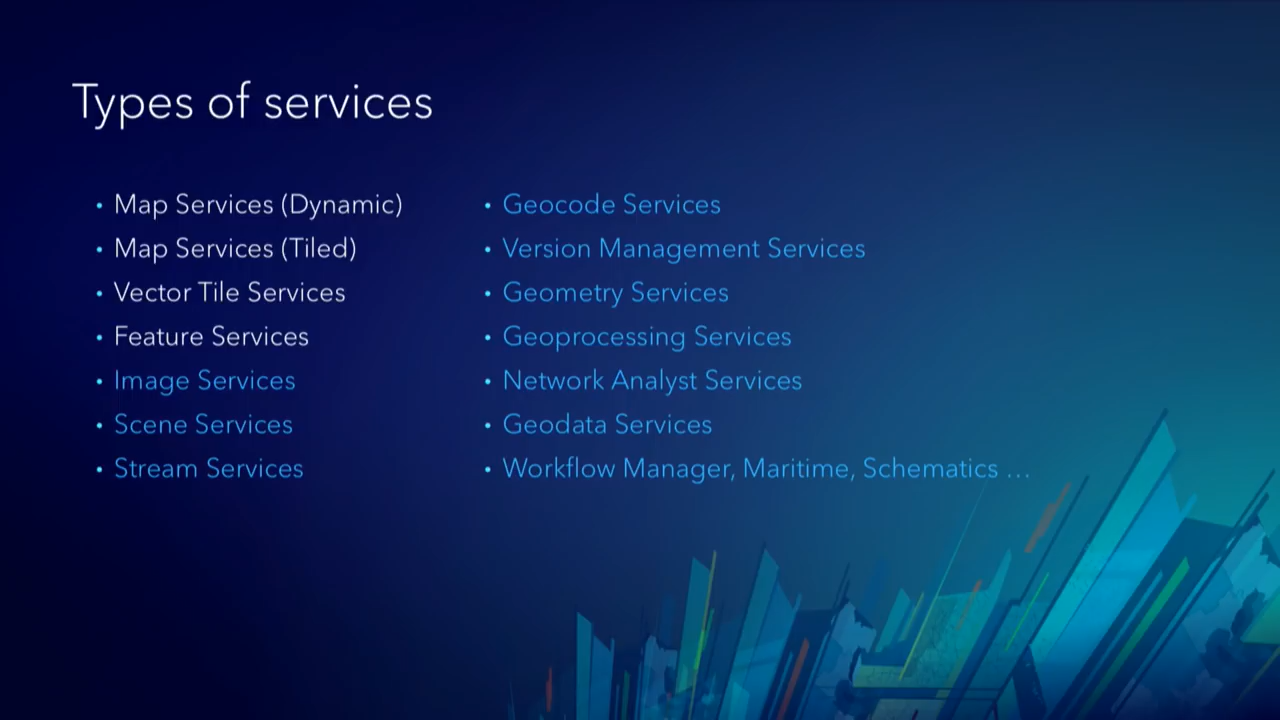 Types of services
• Map Services (Dynamic)
• Map Services (Tiled)
• Vector Tile Services
• Feature Services
• Image Services
• Scene Services
• Stream Services
• Geocode Services
• Version Management Services
• Geometry Services
• Geoprocessing Services
• Network Analyst Services
• Geodata Services
• Workflow Manager, Maritime, Schematics …